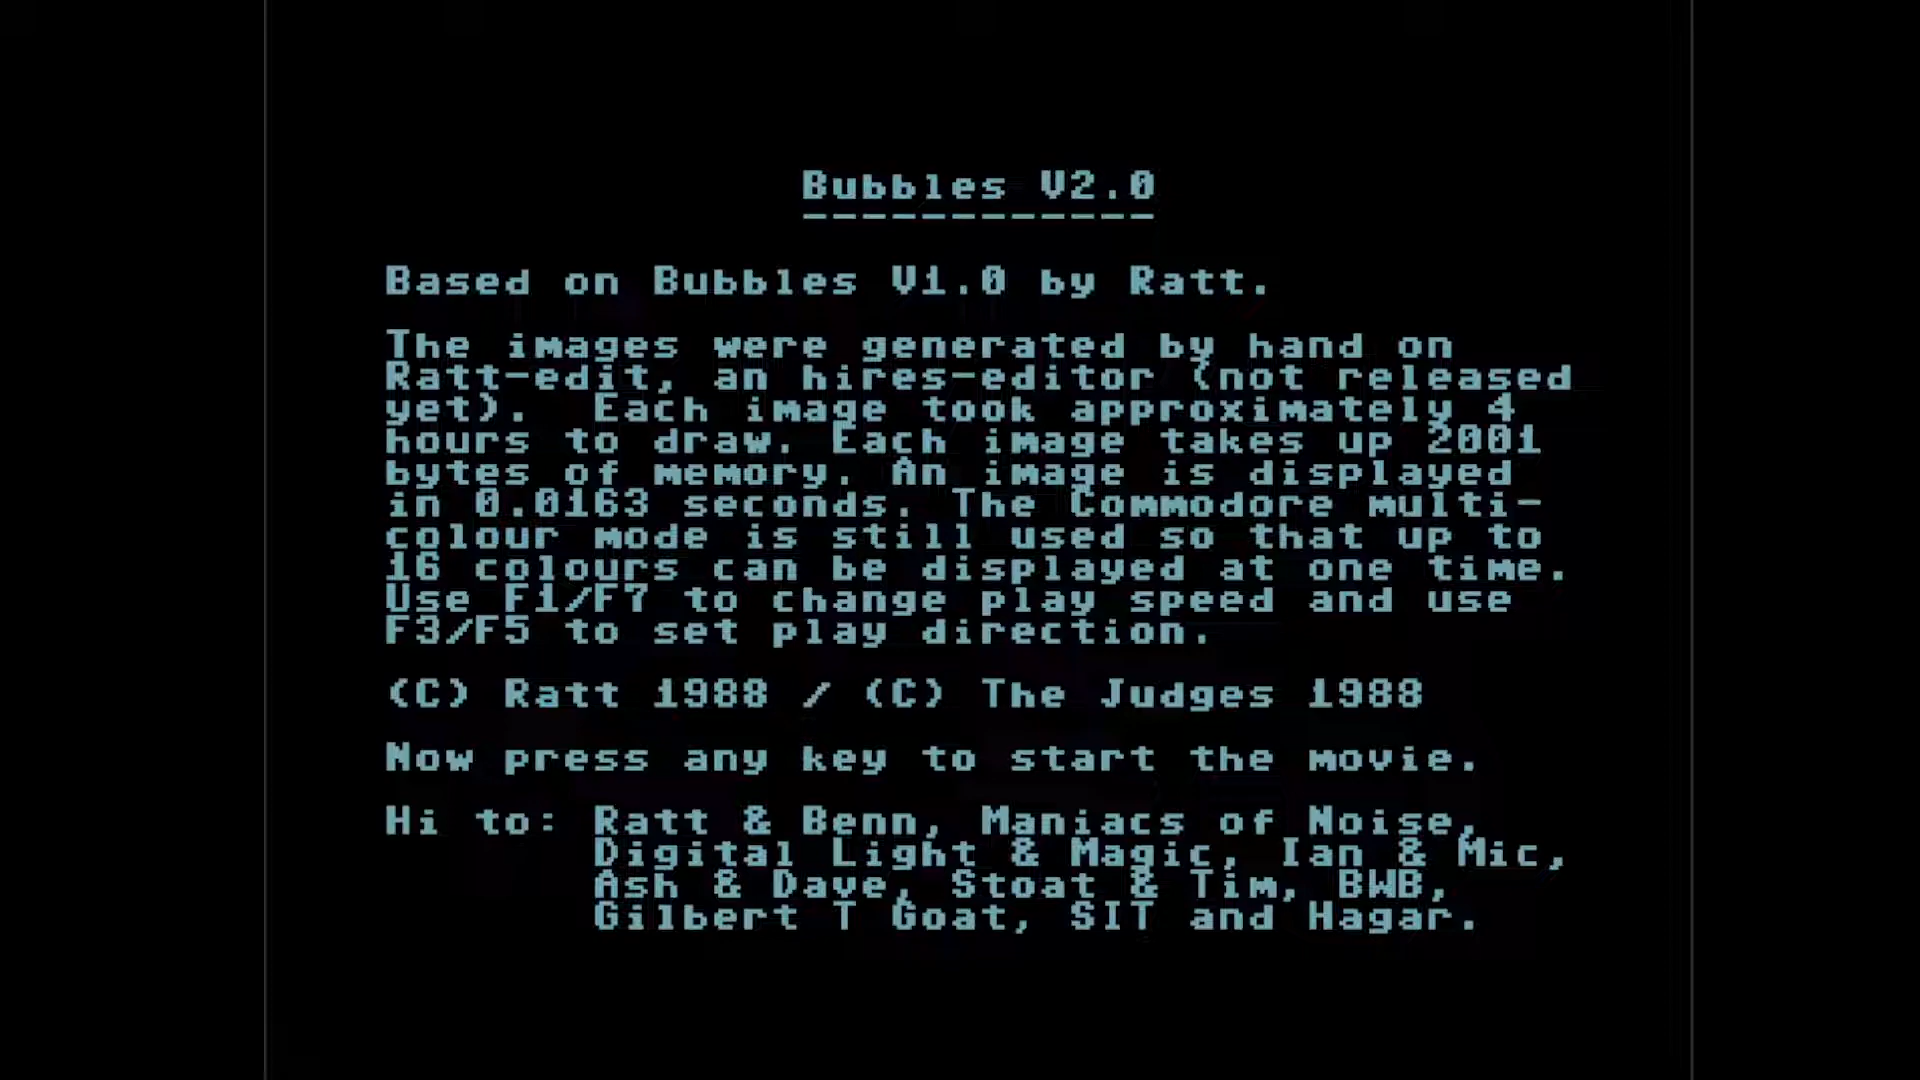 Bubbles V2.0
------------
Based on Bubbles V1.0 by Ratt.
The images were generated by hand on
Ratt-edit, an hires-editor (not released
yet).  Each image took approximately 4
hours to draw. Each image takes up 2001
bytes of memory. An image is displayed
in 0.0163 seconds. The Commodore multi-
colour mode is still used so that up to
16 colours can be displayed at one time.
Use F1/F7 to change play speed and use
F3/F5 to set play direction.
(C) Ratt 1988 / (C) The Judges 1988
Now press any key to start the movie.
Hi to: Ratt & Benn, Maniacs of Noise,
Digital Light & Magic, Ian & Mic,
Ash & Dave, Stoat & Tim, BWB,
Gilbert T Goat, SIT and Hagar.